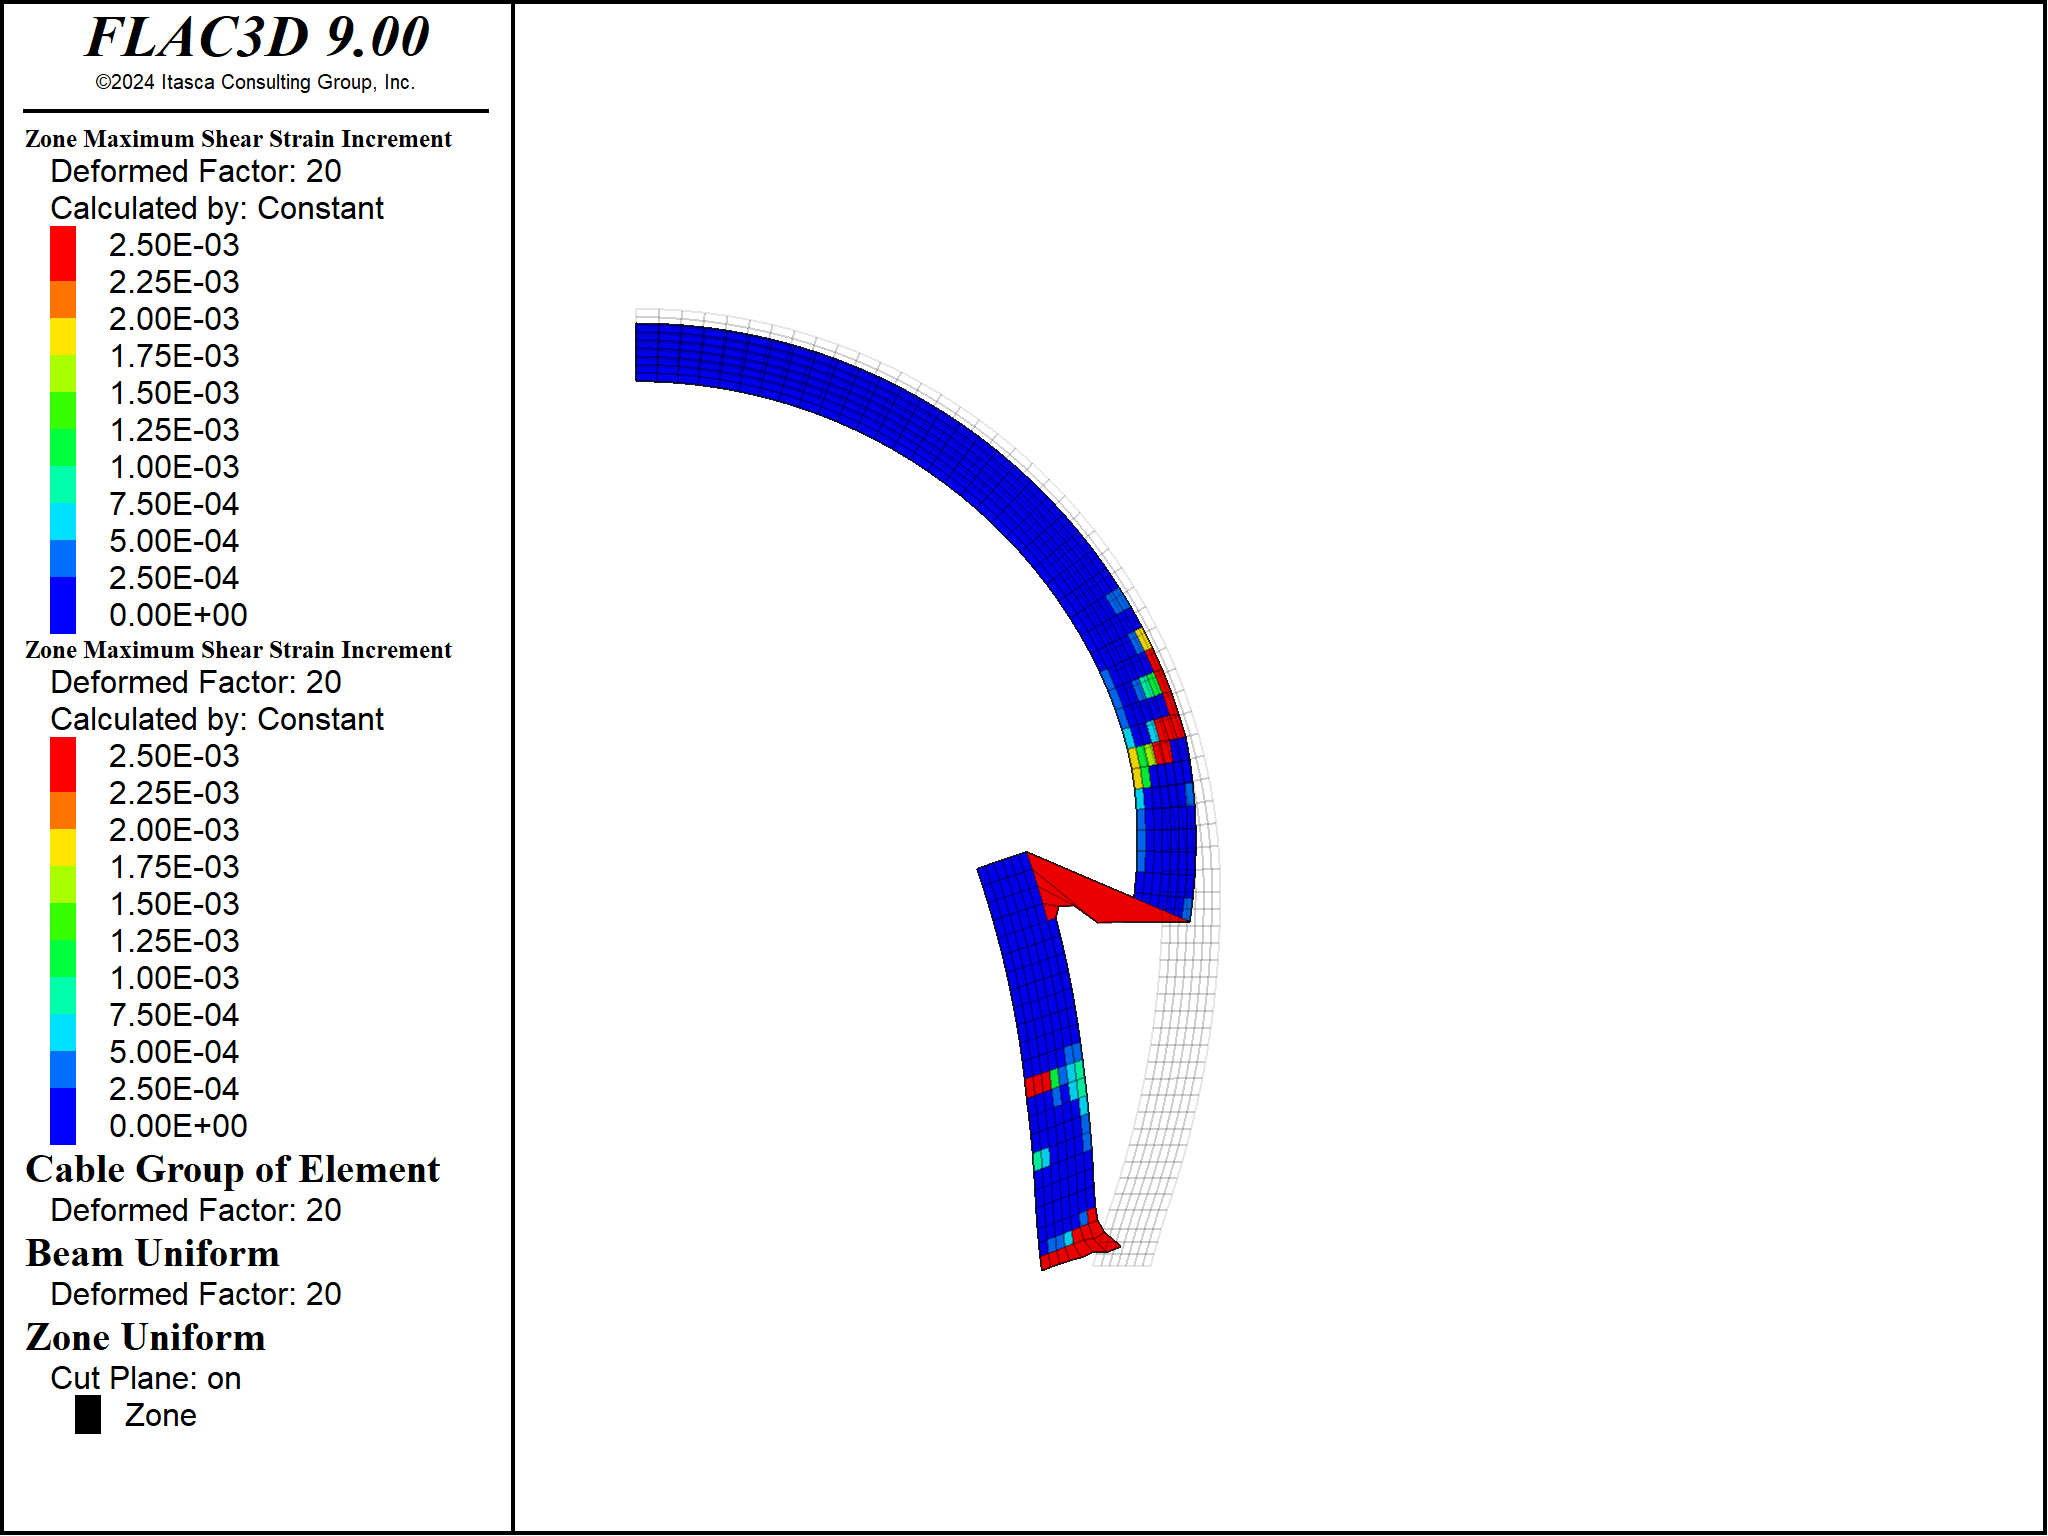 FLAC3D 9.00
©2024 Itasca Consulting Group, Inc.
Zone Maximum Shear Strain Increment
Deformed Factor: 20
Calculated by: Constant
2.50E-03
2.25E-03
2.00E-03
1.75E-03
1.50E-03
1.25E-03
1.00E-03
7.50E-04
5.00E-04
2.50E-04
0.00E+00
Zone Maximum Shear Strain Increment
Deformed Factor: 20
Calculated by: Constant
2.50E-03
2.25E-03
2.00E-03
1.75E-03
1.50E-03
1.25E-03
1.00E-03
7.50E-04
5.00E-04
2.50E-04
0.00E+00
Cable Group of Element
Deformed Factor: 20
Beam Uniform
Deformed Factor: 20
Zone Uniform
Cut Plane: on
Zone